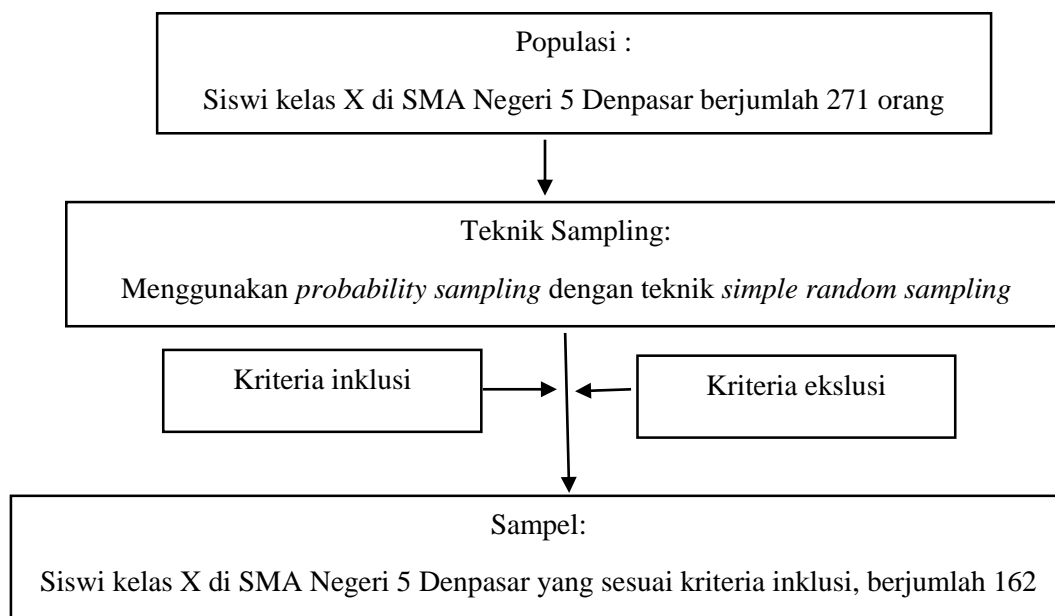 Populasi :
Siswi kelas X di SMA Negeri 5 Denpasar berjumlah 271 orang
Teknik Sampling:
Menggunakan probability sampling dengan teknik simple random sampling
Kriteria inklusi
Kriteria ekslusi
Sampel:
Siswi kelas X di SMA Negeri 5 Denpasar yang sesuai kriteria inklusi, berjumlah 162